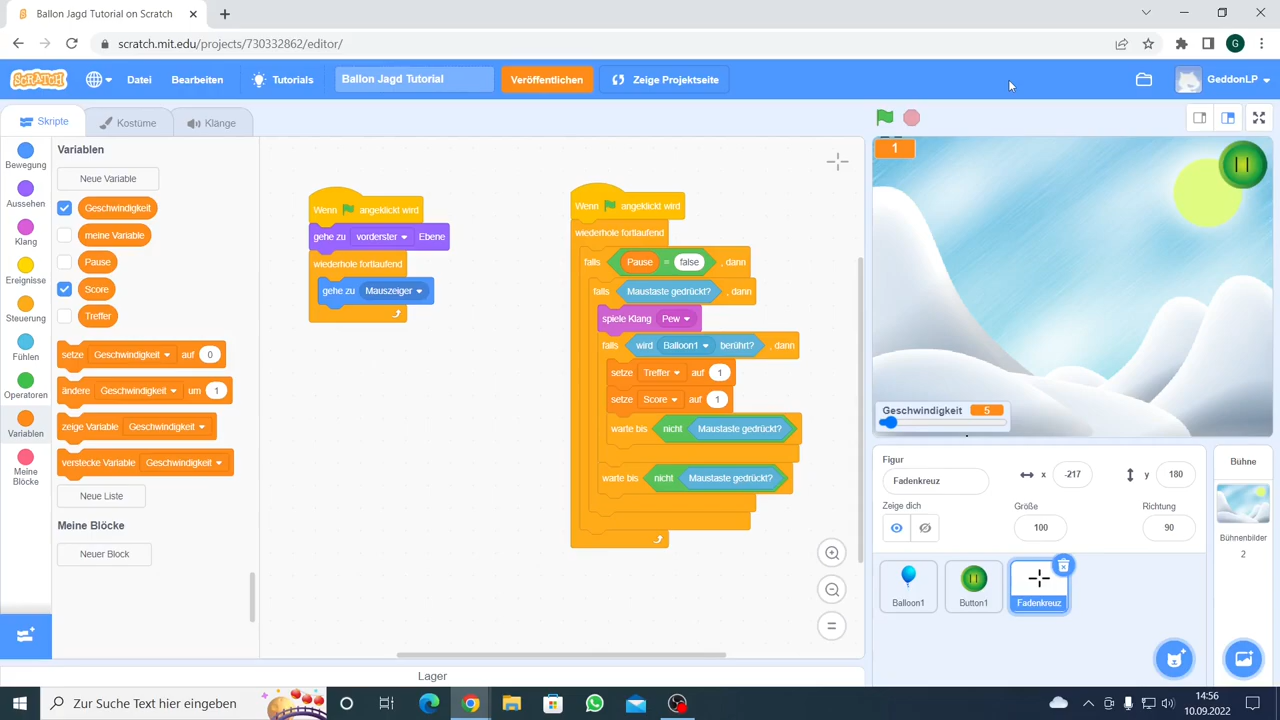 Ballon Jagd Tutorial on Scratch
scratch.mit.edu/projects/730332862/editor/
G
SCRATCH
Datei
Bearbeiten
Tutorials
Ballon Jagd Tutorial
Veröffentlichen
Zeige Projektseite
GeddonLP
Skripte
Kostüme
Klänge
Bewegung
Aussehen
Klang
Ereignisse
Steuerung
Fühlen
Operatoren
Variablen
Meine
Blöcke
Variablen
Neue Variable
Geschwindigkeit
meine Variable
Pause
Score
Treffer
setze Geschwindigkeit auf 0
ändere Geschwindigkeit um 1
zeige Variable Geschwindigkeit
verstecke Variable Geschwindigkeit
Neue Liste
Meine Blöcke
Neuer Block
Wenn angeklickt wird
gehe zu vorderster Ebene
wiederhole fortlaufend
gehe zu Mauszeiger
Wenn angeklickt wird
wiederhole fortlaufend
falls Pause = false , dann
falls Maustaste gedrückt? , dann
spiele Klang Pew
falls wird Balloon1 berührt? , dann
setze Treffer auf 1
setze Score auf 1
warte bis nicht Maustaste gedrückt?
warte bis nicht Maustaste gedrückt?
Lager
1
Geschwindigkeit 5
Figur
Fadenkreuz
x -217
y 180
Zeige dich
Größe
100
Richtung
90
Balloon1
Button1
Fadenkreuz
Bühne
Bühnenbilder
2
Zur Suche Text hier eingeben
14:56
10.09.2022